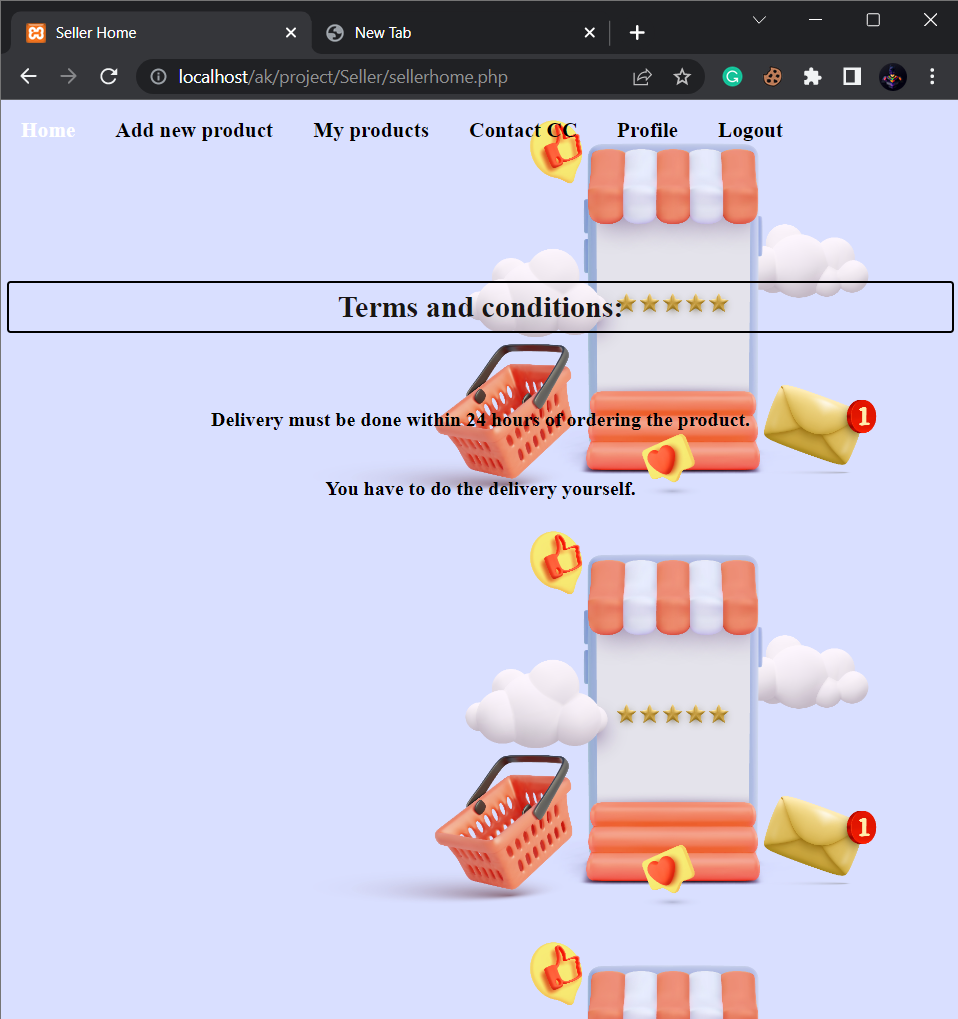 Seller Home
New Tab
localhost/ak/project/Seller/sellerhome.php
Home Add new product My products Contact CC Profile Logout
Terms and conditions:
1
Delivery must be done within 24 hours of ordering the product.
You have to do the delivery yourself.
1